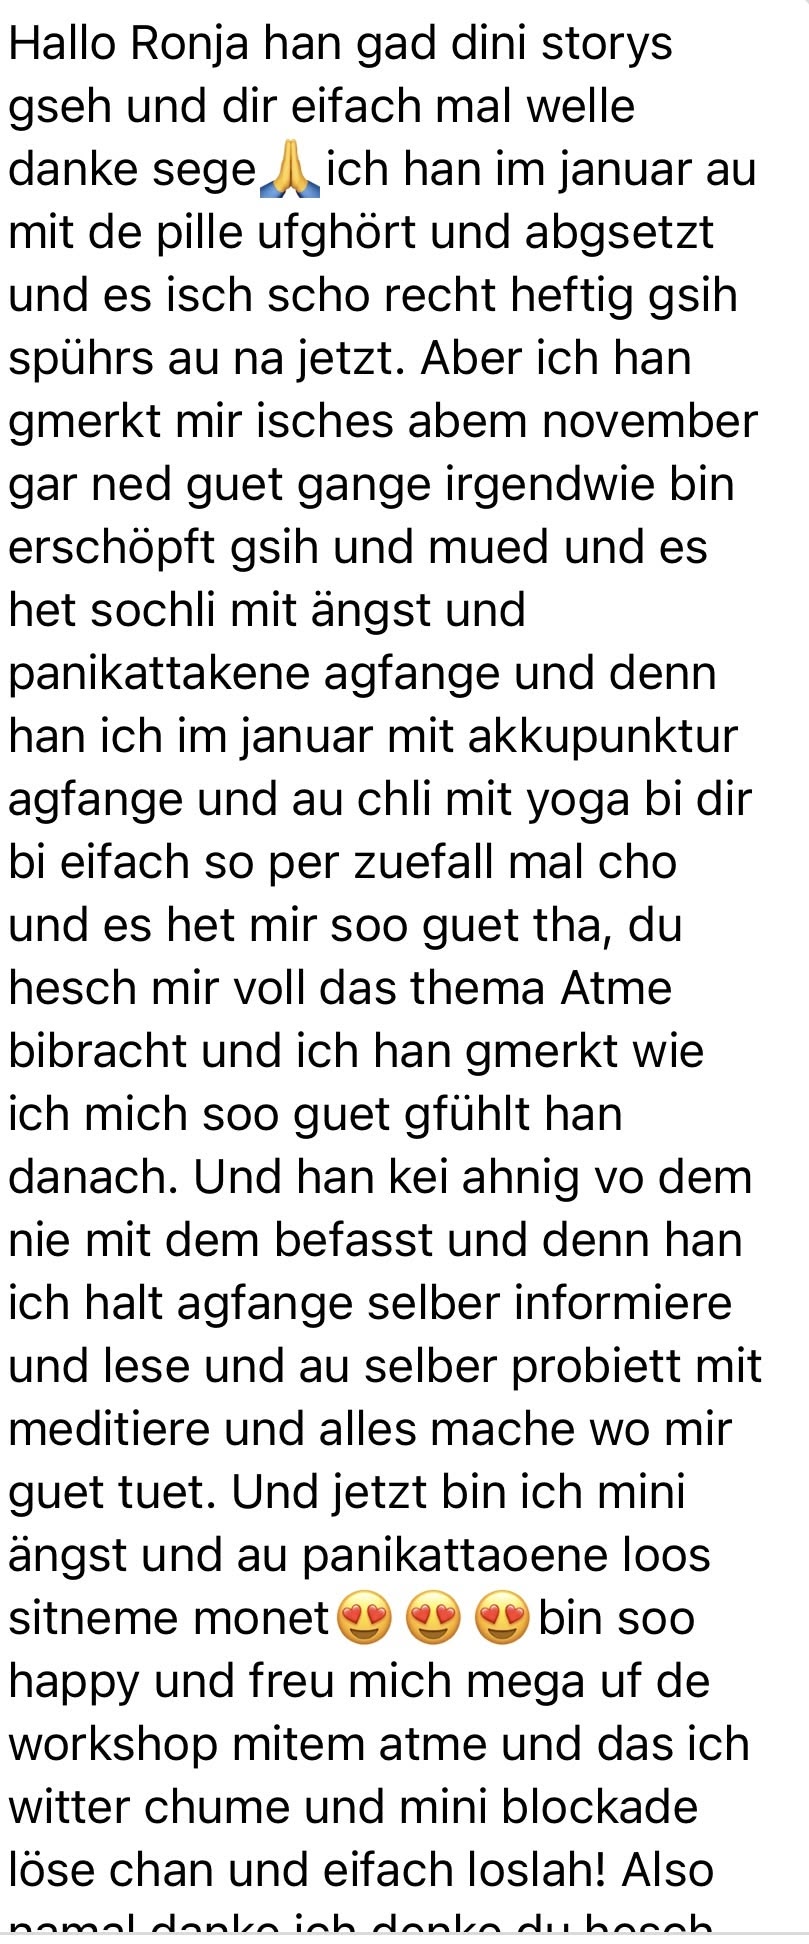 Hallo Ronja han gad dini storys
gseh und dir eifach mal welle
danke sege🙏ich han im januar au
mit de pille ufghört und abgsetzt
und es isch scho recht heftig gsih
spührs au na jetzt. Aber ich han
gmerkt mir isches abem november
gar ned guet gange irgendwie bin
erschöpft gsih und mued und es
het sochli mit ängst und
panikattakene agfange und denn
han ich im januar mit akkupunktur
agfange und au chli mit yoga bi dir
bi eifach so per zuefall mal cho
und es het mir soo guet tha, du
hesch mir voll das thema Atme
bibracht und ich han gmerkt wie
ich mich soo guet gfühlt han
danach. Und han kei ahnig vo dem
nie mit dem befasst und denn han
ich halt agfange selber informiere
und lese und au selber probiett mit
meditiere und alles mache wo mir
guet tuet. Und jetzt bin ich mini
ängst und au panikattaoene loos
sitneme monet😍😍😍bin soo
happy und freu mich mega uf de
workshop mitem atme und das ich
witter chume und mini blockade
löse chan und eifach loslah! Also
namal danke ich denke du hesch